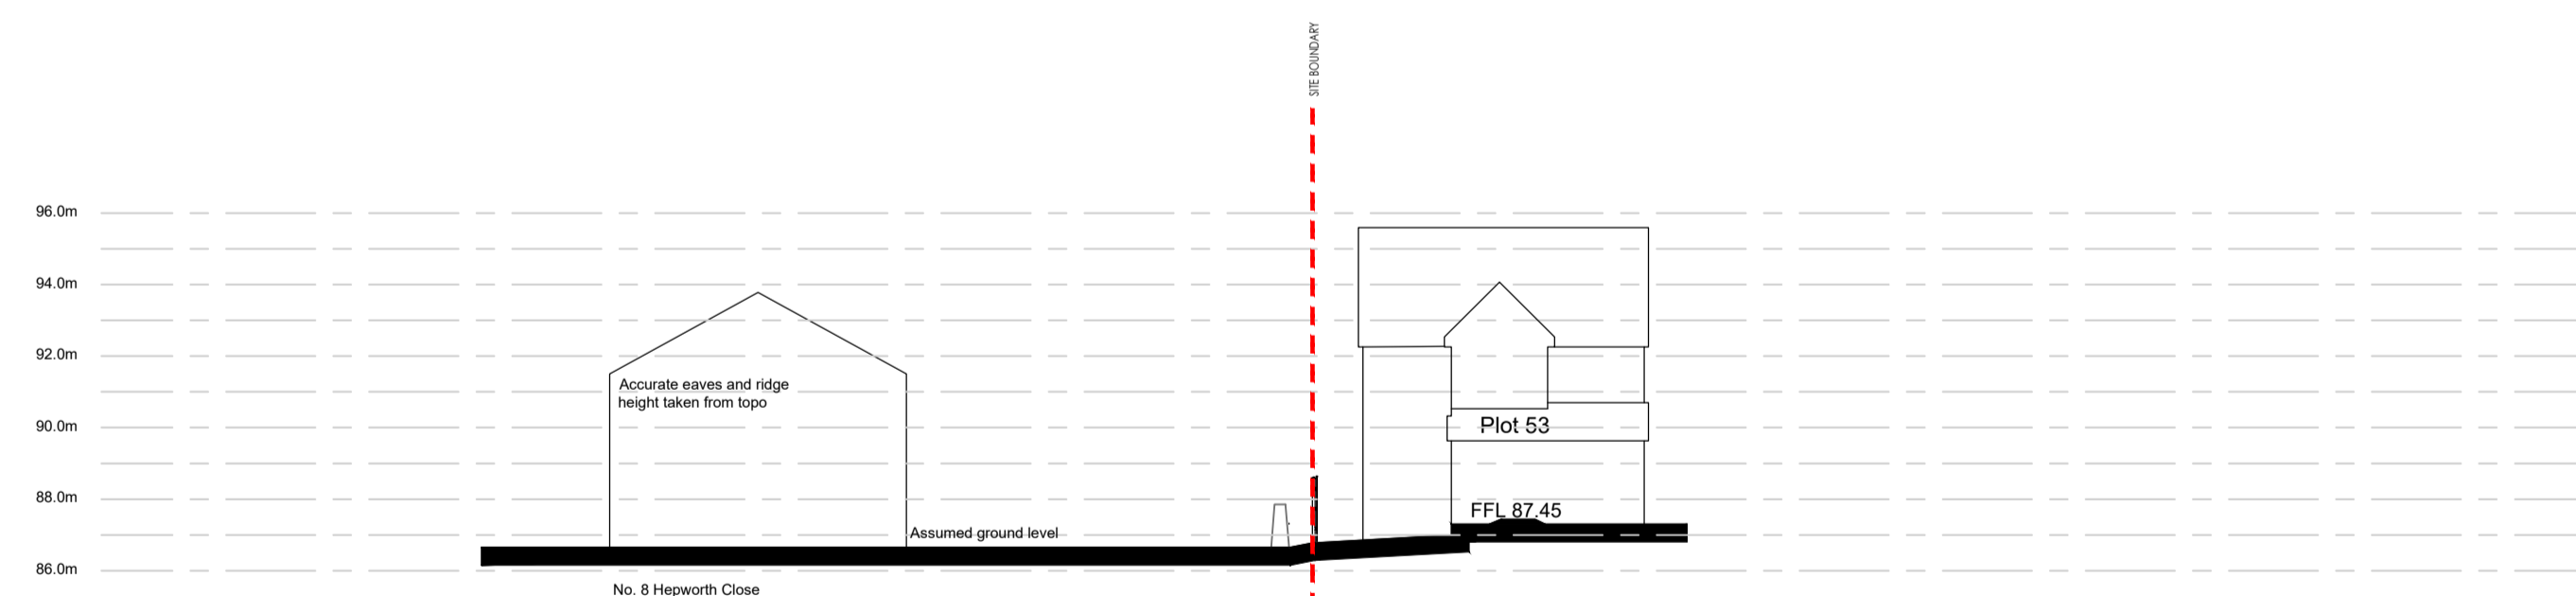 SITE BOUNDARY
96.0m
94.0m
92.0m
Accurate eaves and ridge
height taken from topo
90.0m
Plot 53
88.0m
FFL 87.45
Assumed ground level
86.0m
No. 8 Hepworth Close